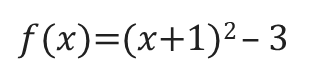 f(x)=(x+1)² – 3